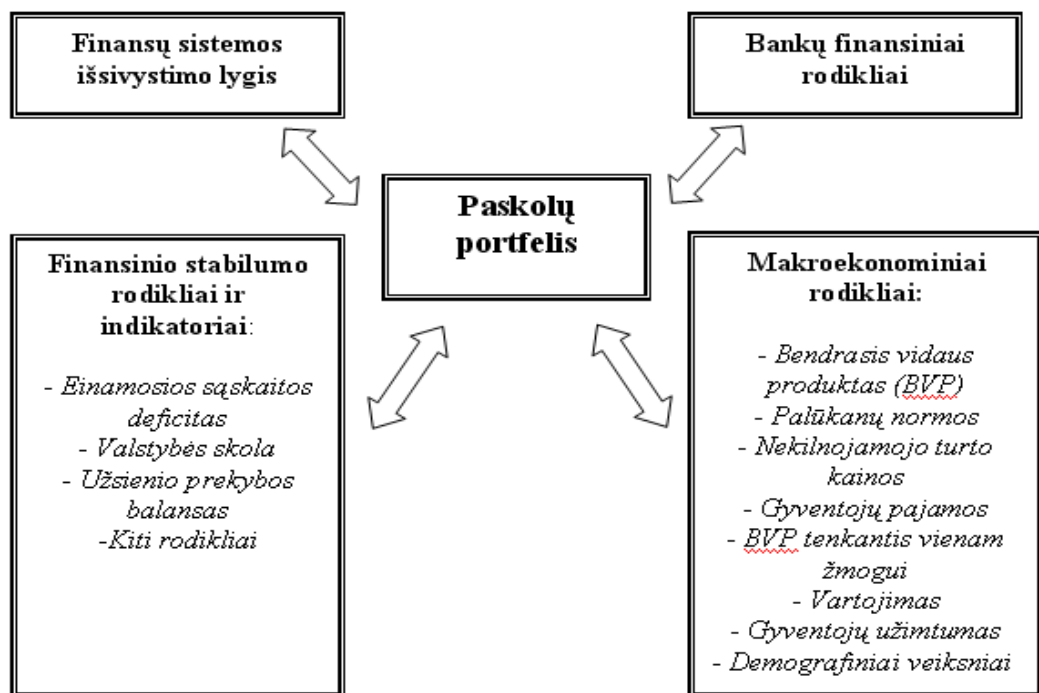 Finansų sistemos
išsivystimo lygis
Bankų finansiniai
rodikliai
Paskolų
portfelis
Finansinio stabilumo
rodikliai ir
indikatoriai:
- Einamosios sąskaitos
deficitas
- Valstybės skola
- Užsienio prekybos
balansas
-Kiti rodikliai
Makroekonominiai
rodikliai:
- Bendrasis vidaus
produktas (BVP)
- Palūkanų normos
- Nekilnojamojo turto
kainos
- Gyventojų pajamos
- BVP tenkantis vienam
žmogui
- Vartojimas
- Gyventojų užimtumas
- Demografiniai veiksniai